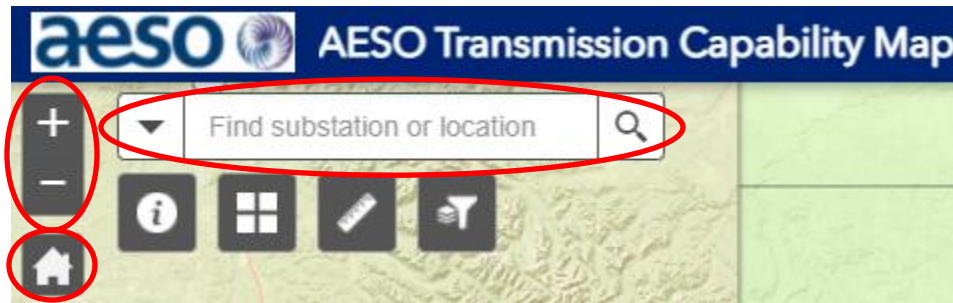 aeso AESO Transmission Capability Map
Find substation or location